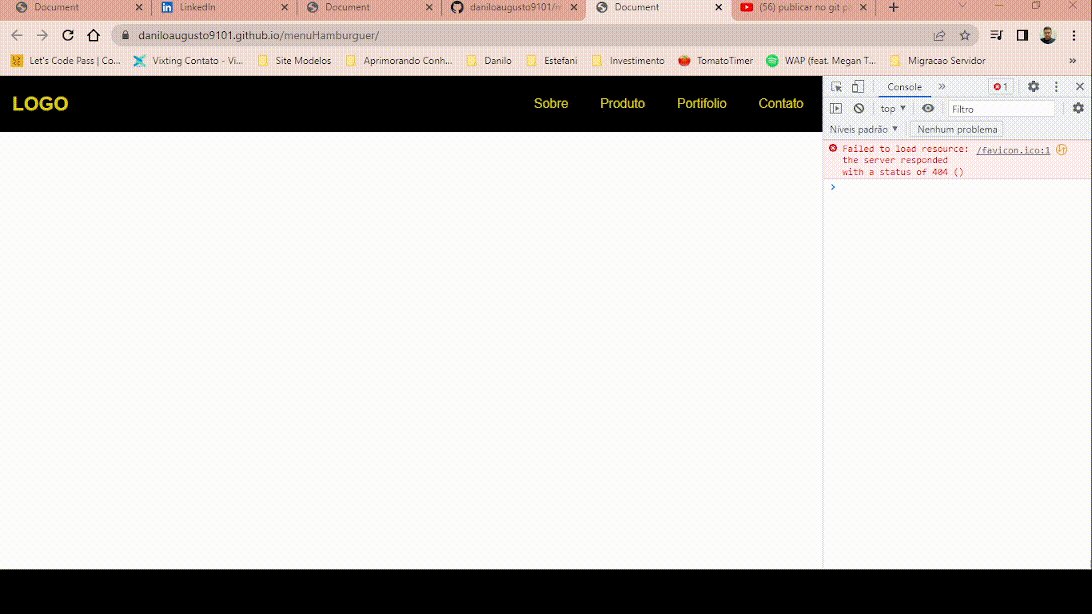 Document
LinkedIn
Document
daniloaugusto9101/m
Document
(56) publicar no git p
daniloaugusto9101.github.io/menuHamburguer/
Let's Code Pass | Co...
Vixting Contato - Vi...
Site Modelos
Aprimorando Conh...
Danilo
Estefani
Investimento
TomatoTimer
WAP (feat. Megan T...
Migracao Servidor
»
LOGO
Sobre
Produto
Portifolio
Contato
Console
»
1
top ▼
Filtro
Níveis padrão ▼
Nenhum problema
Failed to load resource: /favicon.ico:1
the server responded
with a status of 404 ()